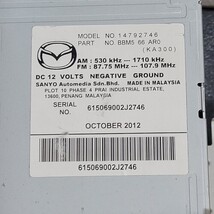 MODEL NO 14792746
PART NO BBM5 66 AR0
(KA300)
AM : 530 kHz — 1710 kHz
FM : 87.75 MHz — 107.9 MHz
DC 12 VOLTS NEGATIVE GROUND
SANYO Automedia Sdn.Bhd. MADE IN MALAYSIA
PLOT 10 PHASE 4 PRAI INDUSTRIAL ESTATE,
13600, PENANG MALAYSIA
SERIAL NO. 615069002J2746
OCTOBER 2012
615069002J2746